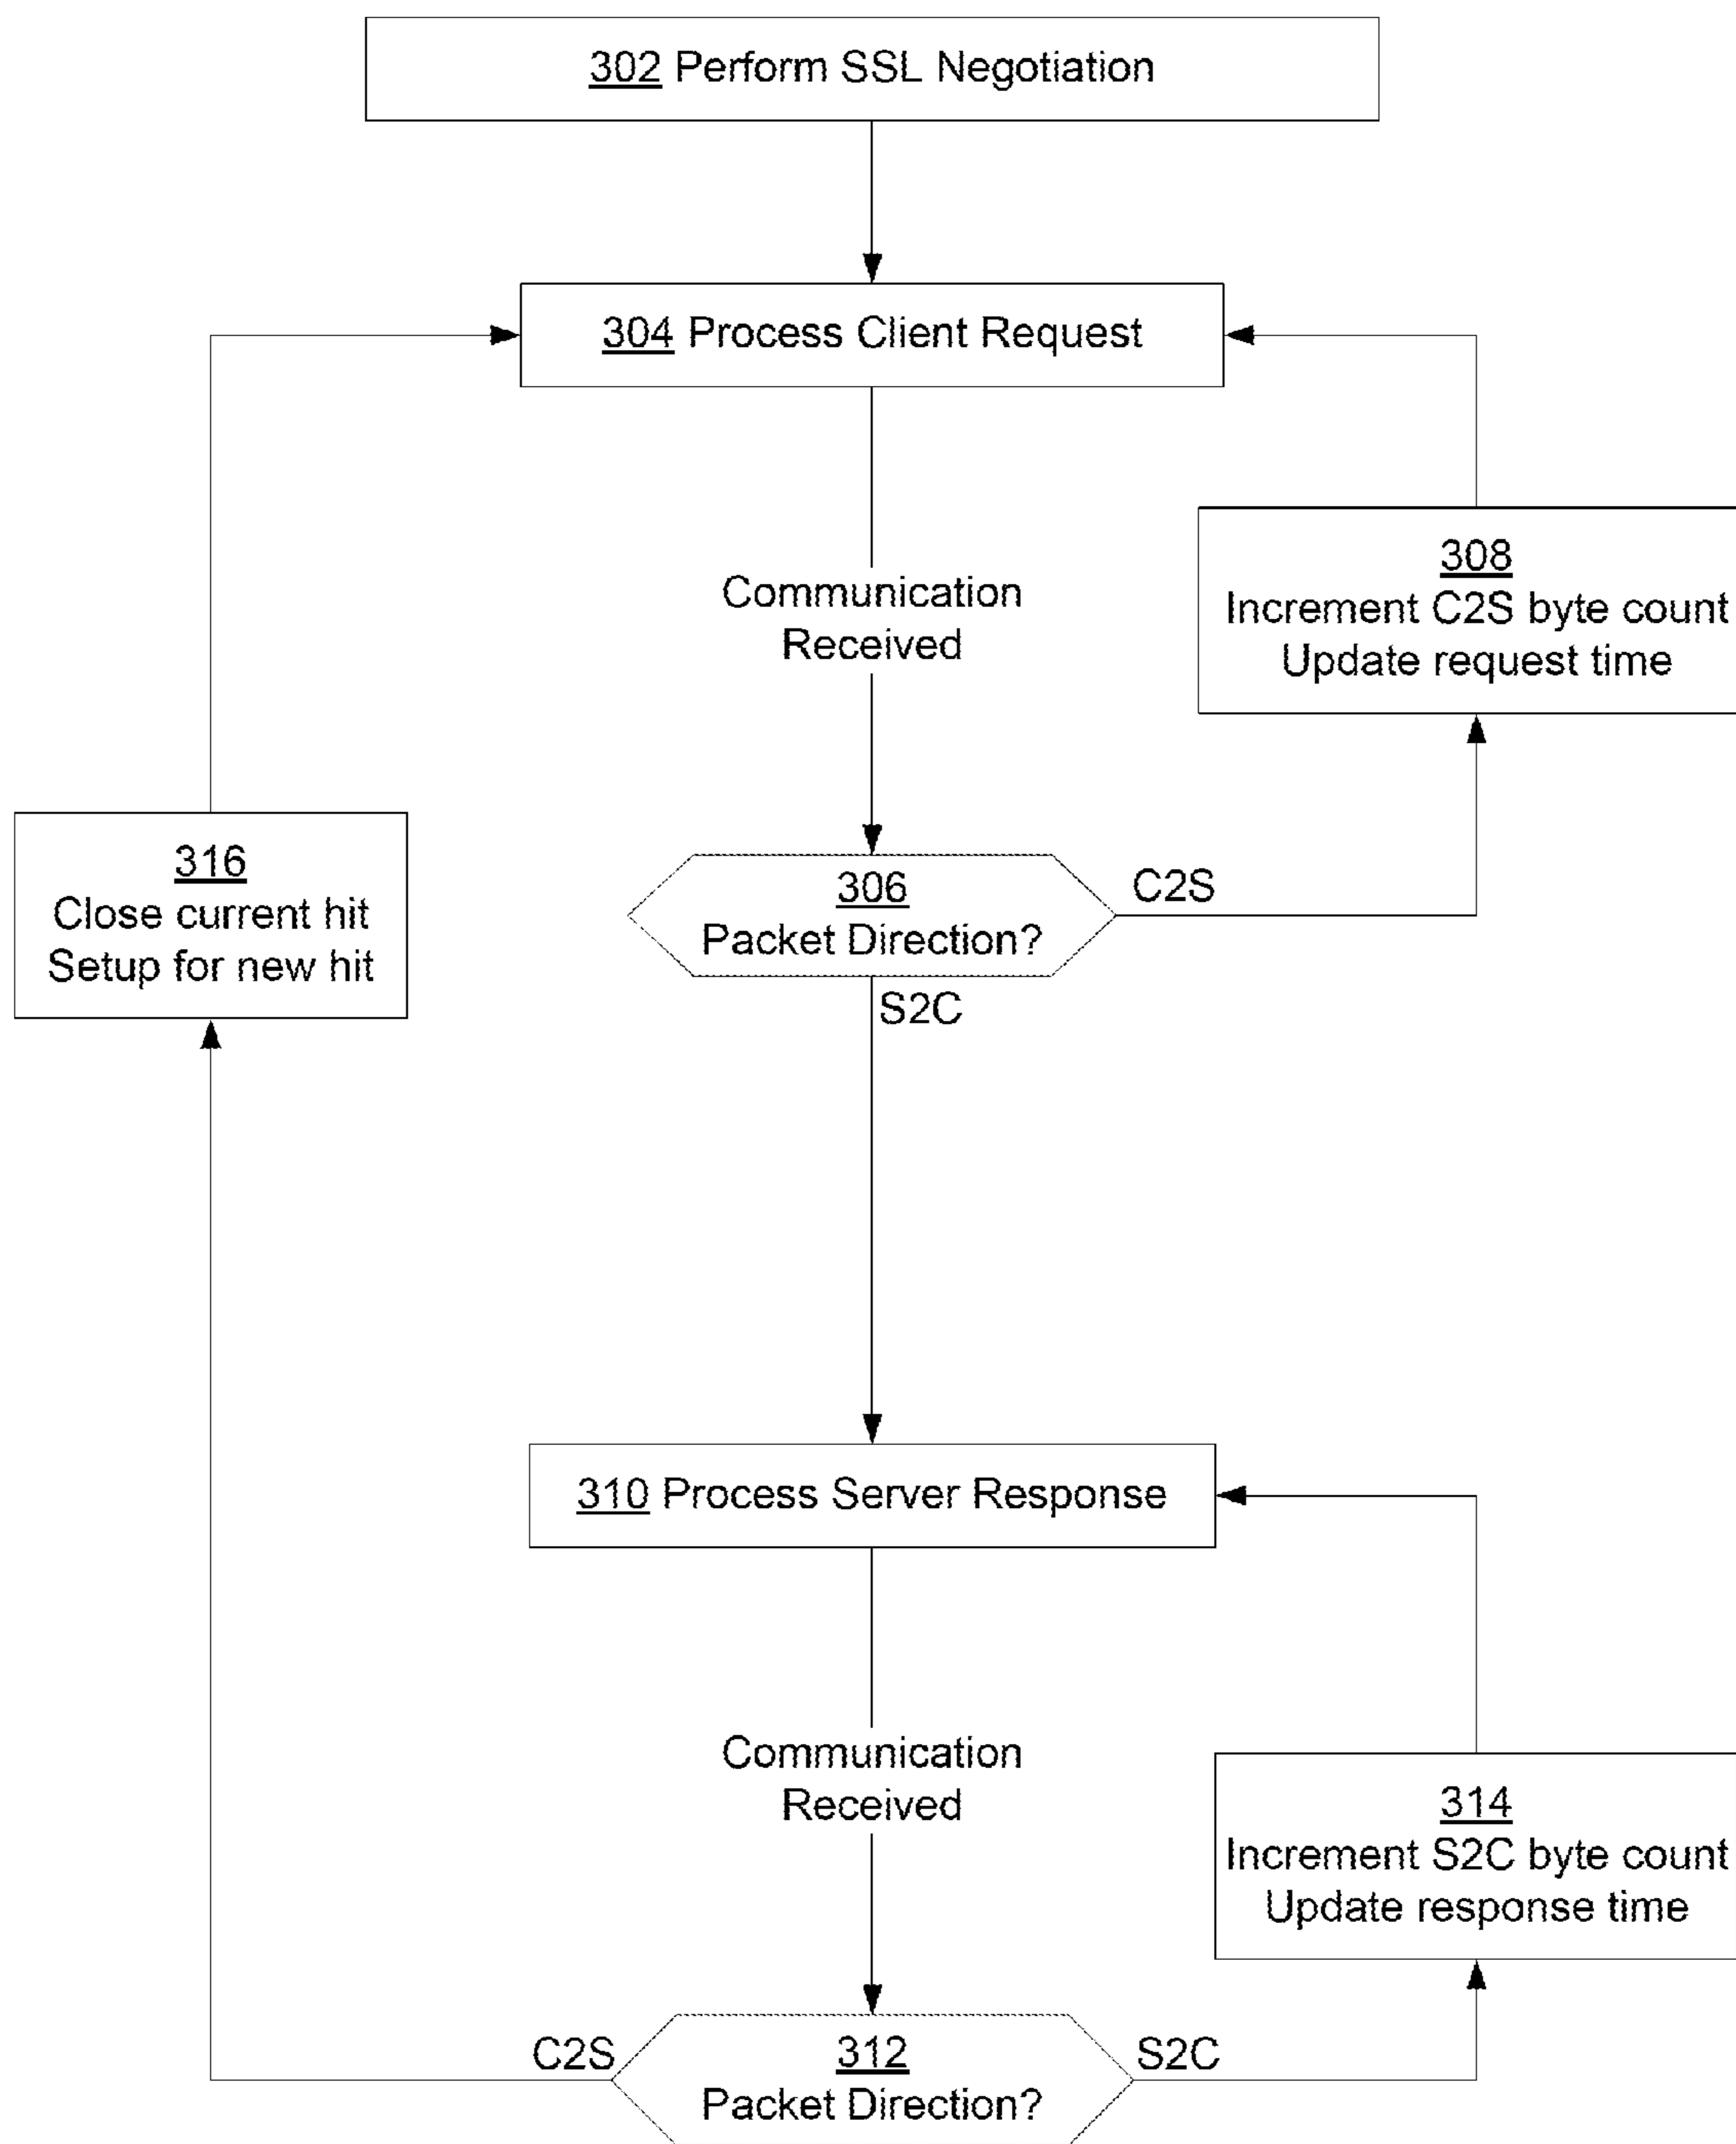 302 Perform SSL Negotiation
304 Process Client Request
Communication
Received
308
Increment C2S byte count
Update request time
316
Close current hit
Setup for new hit
306
Packet Direction?
C2S
S2C
310 Process Server Response
Communication
Received
314
Increment S2C byte count
Update response time
C2S
312
Packet Direction?
S2C